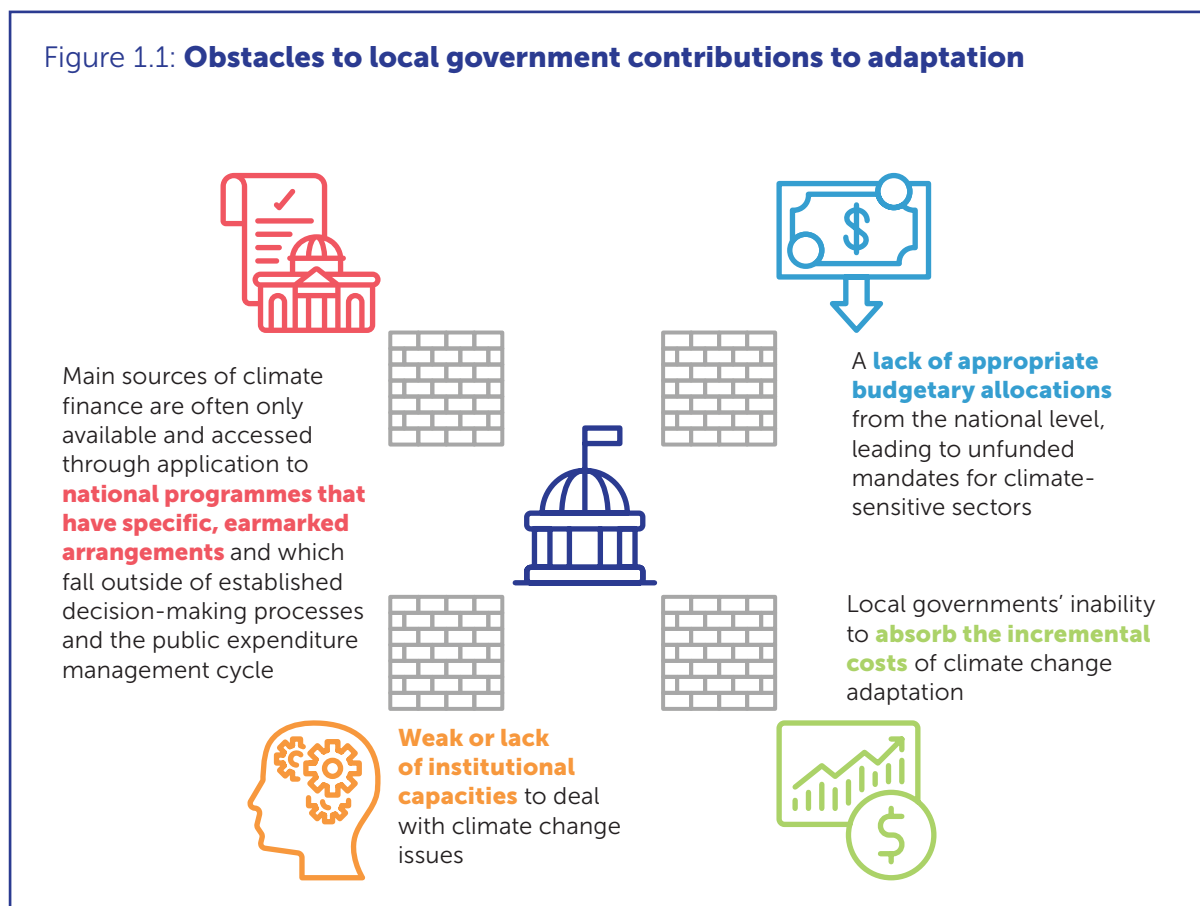 Figure 1.1: Obstacles to local government contributions to adaptation
Main sources of climate
finance are often only
available and accessed
through application to
national programmes that
have specific, earmarked
arrangements and which
fall outside of established
decision-making processes
and the public expenditure
management cycle
$
A lack of appropriate
budgetary allocations
from the national level,
leading to unfunded
mandates for climate-
sensitive sectors
Weak or lack
of institutional
capacities to deal
with climate change
issues
Local governments’ inability
to absorb the incremental
costs of climate change
adaptation
$